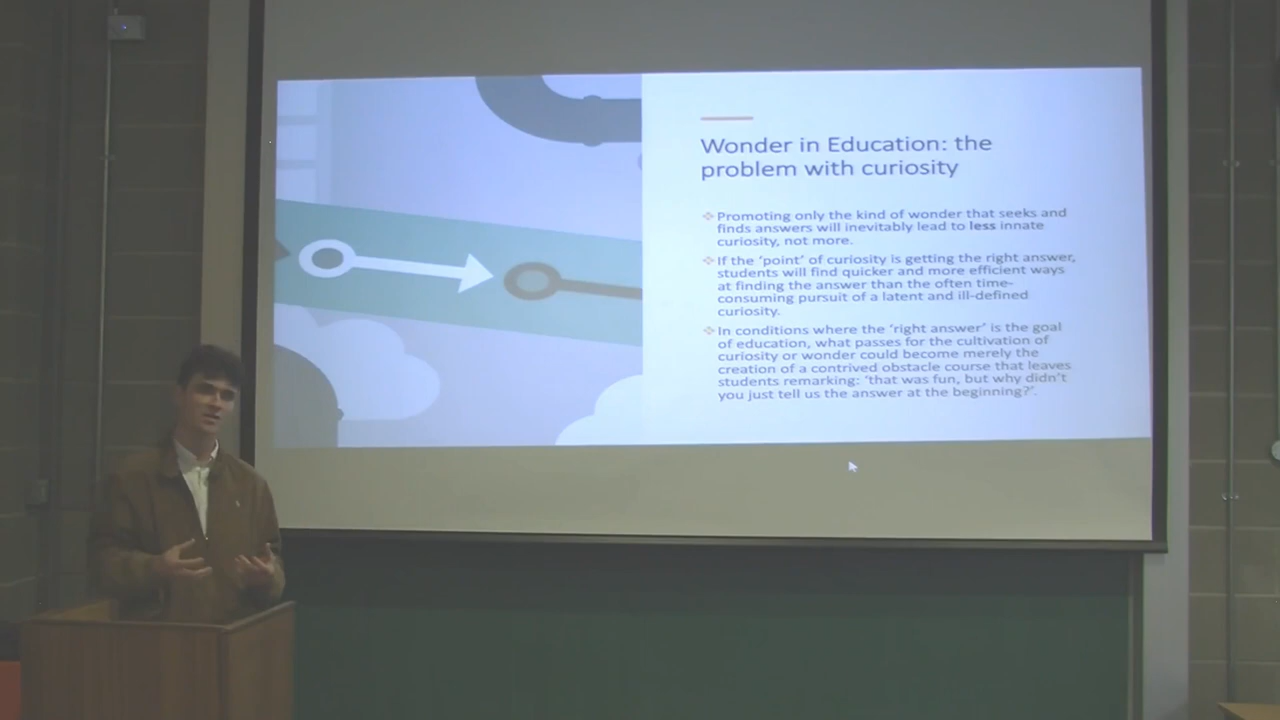 Wonder in Education: the
problem with curiosity
Promoting only the kind of wonder that seeks and
finds answers will inevitably lead to less innate
curiosity, not more.
If the ‘point’ of curiosity is getting the right answer,
students will find quicker and more efficient ways
at finding the answer than the often time-
consuming pursuit of a latent and ill-defined
curiosity.
In conditions where the ‘right answer’ is the goal
of education, what passes for the cultivation of
curiosity or wonder could become merely the
creation of a contrived obstacle course that leaves
students remarking: ‘that was fun, but why didn’t
you just tell us the answer at the beginning?’.